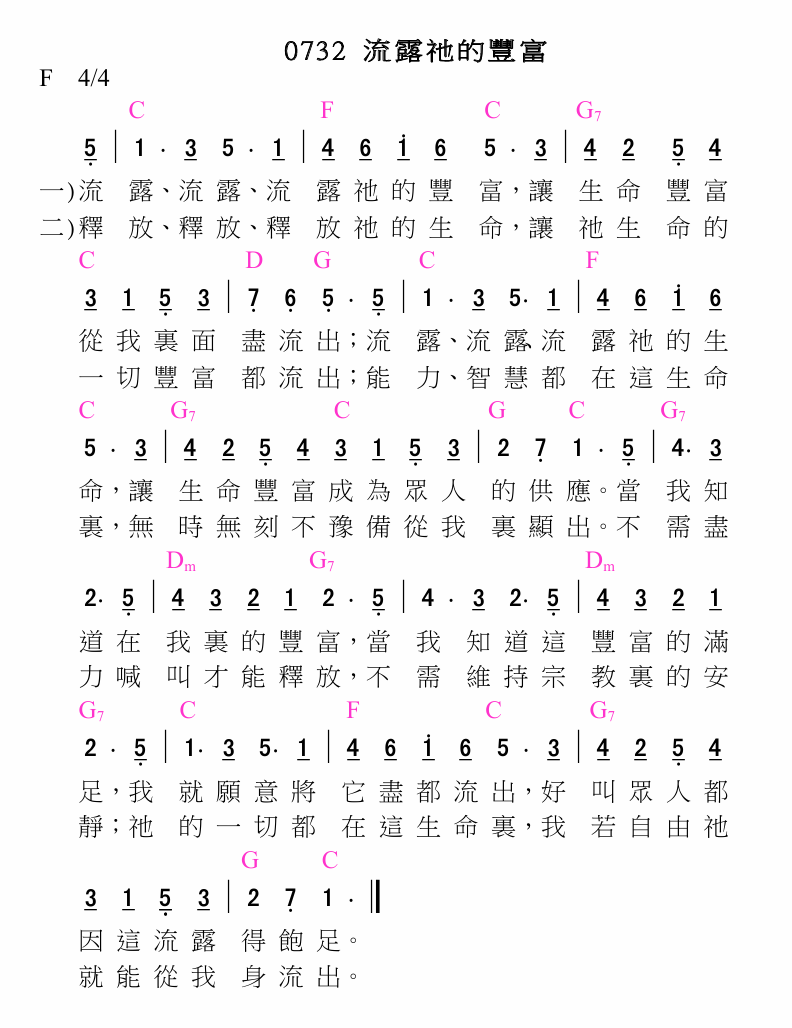 0732 流露祂的豐富
F 4/4
C F C G7
5 | 1 . 3 5 . 1 | 4 6 1 6 5 . 3 | 4 2 5 4
一)流 露、流 露、流 露 祂 的 豐 富，讓 生 命 豐 富
二)釋 放、釋 放、釋 放 祂 的 生 命，讓 祂 生 命 的
C D G C F
3 1 5 3 | 7 6 5 . 5 | 1 . 3 5. 1 | 4 6 1 6
從 我 裏 面 盡 流 出；流 露、流 露、流 露 祂 的 生
一 切 豐 富 都 流 出；能 力、智 慧 都 在 這 生 命
C G7 C G C G7
5 . 3 | 4 2 5 4 3 1 5 3 | 2 7 1 . 5 | 4. 3
命，讓 生 命 豐 富 成 為 眾 人 的 供 應。當 我 知
裏，無 時 無 刻 不 豫 備 從 我 裏 顯 出。不 需 盡
Dm G7 Dm
2. 5 | 4 3 2 1 2 . 5 | 4 . 3 2. 5 | 4 3 2 1
道 在 我 裏 的 豐 富，當 我 知 道 這 豐 富 的 滿
力 喊 叫 才 能 釋 放，不 需 維 持 宗 教 裏 的 安
G7 C F C G7
2 . 5 | 1. 3 5. 1 | 4 6 1 6 5 . 3 | 4 2 5 4
足，我 就 願 意 將 它 盡 都 流 出，好 叫 眾 人 都
靜；祂 的 一 切 都 在 這 生 命 裏，我 若 自 由 祂
G C
3 1 5 3 | 2 7 1 . ‖
因 這 流 露 得 飽 足。
就 能 從 我 身 流 出。